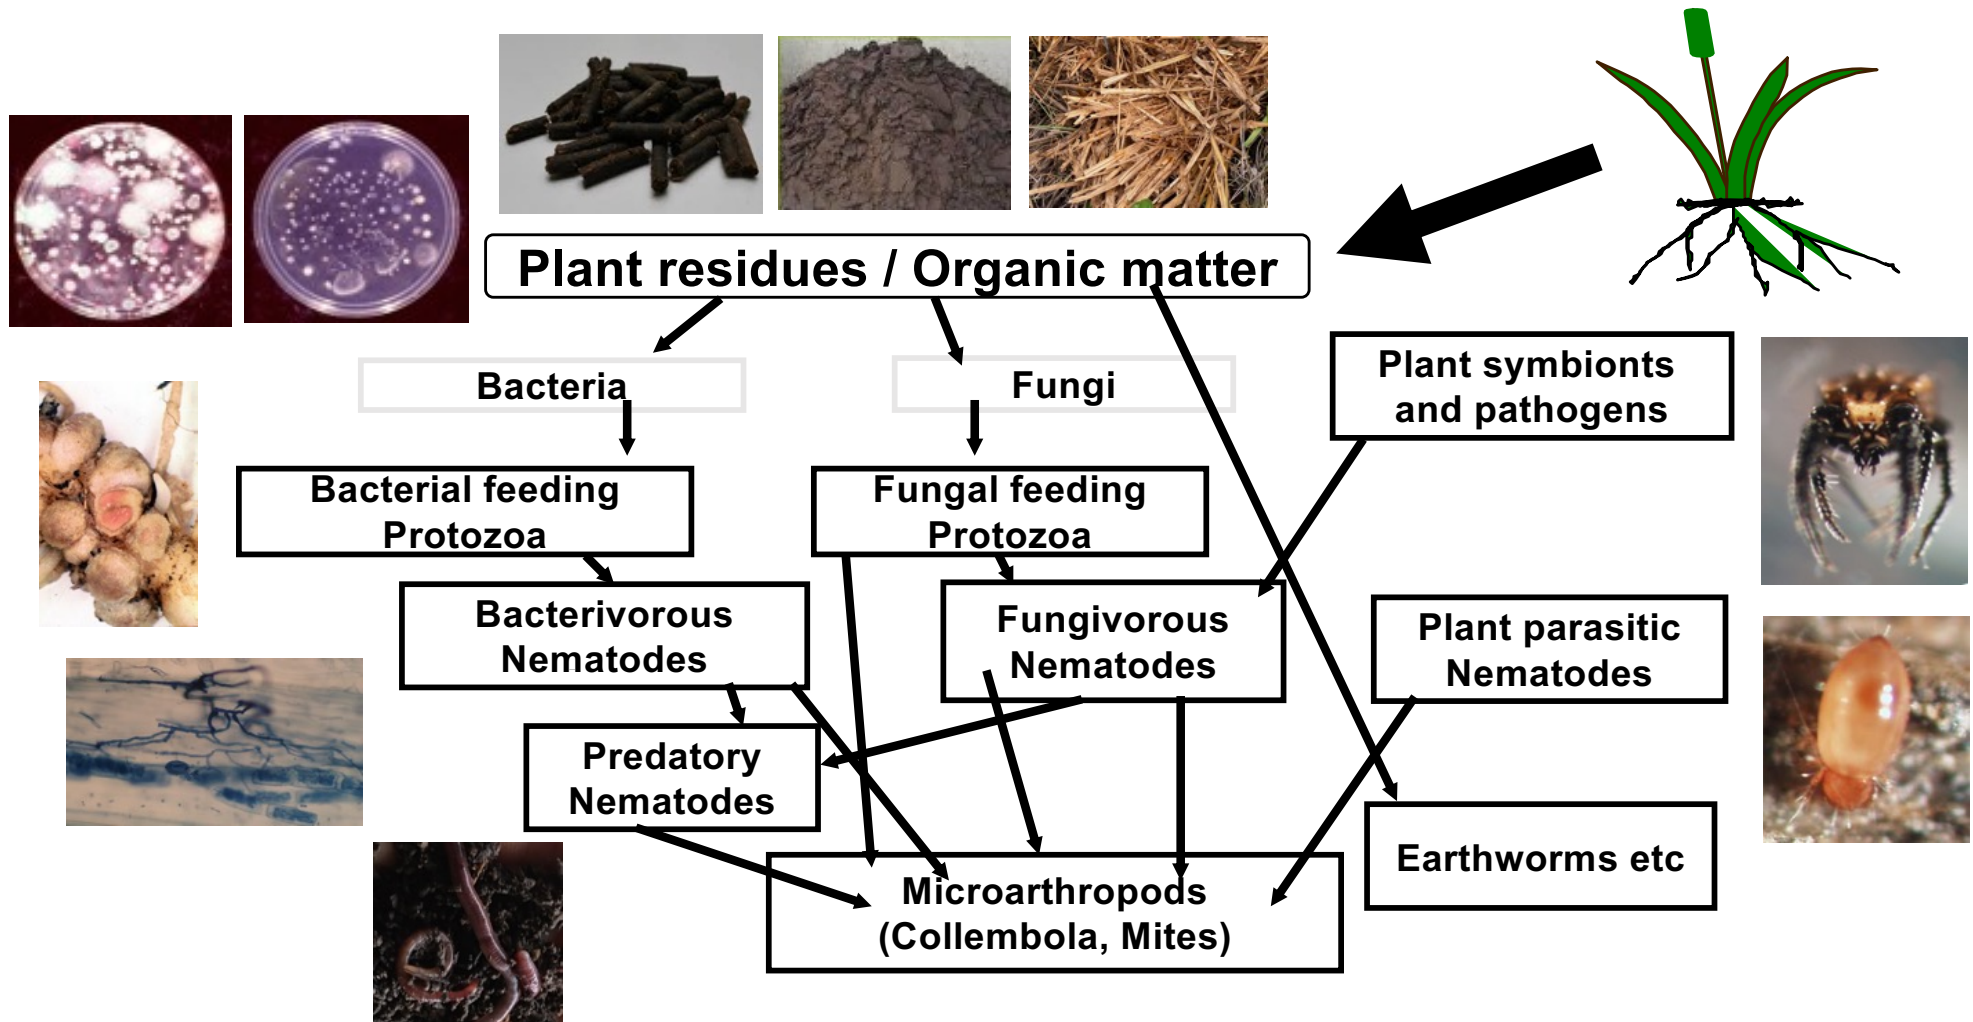 Plant residues / Organic matter
Bacteria
Fungi
Plant symbionts
and pathogens
Bacterial feeding
Protozoa
Fungal feeding
Protozoa
Bacterivorous
Nematodes
Fungivorous
Nematodes
Plant parasitic
Nematodes
Predatory
Nematodes
Earthworms etc
Microarthropods
(Collembola, Mites)